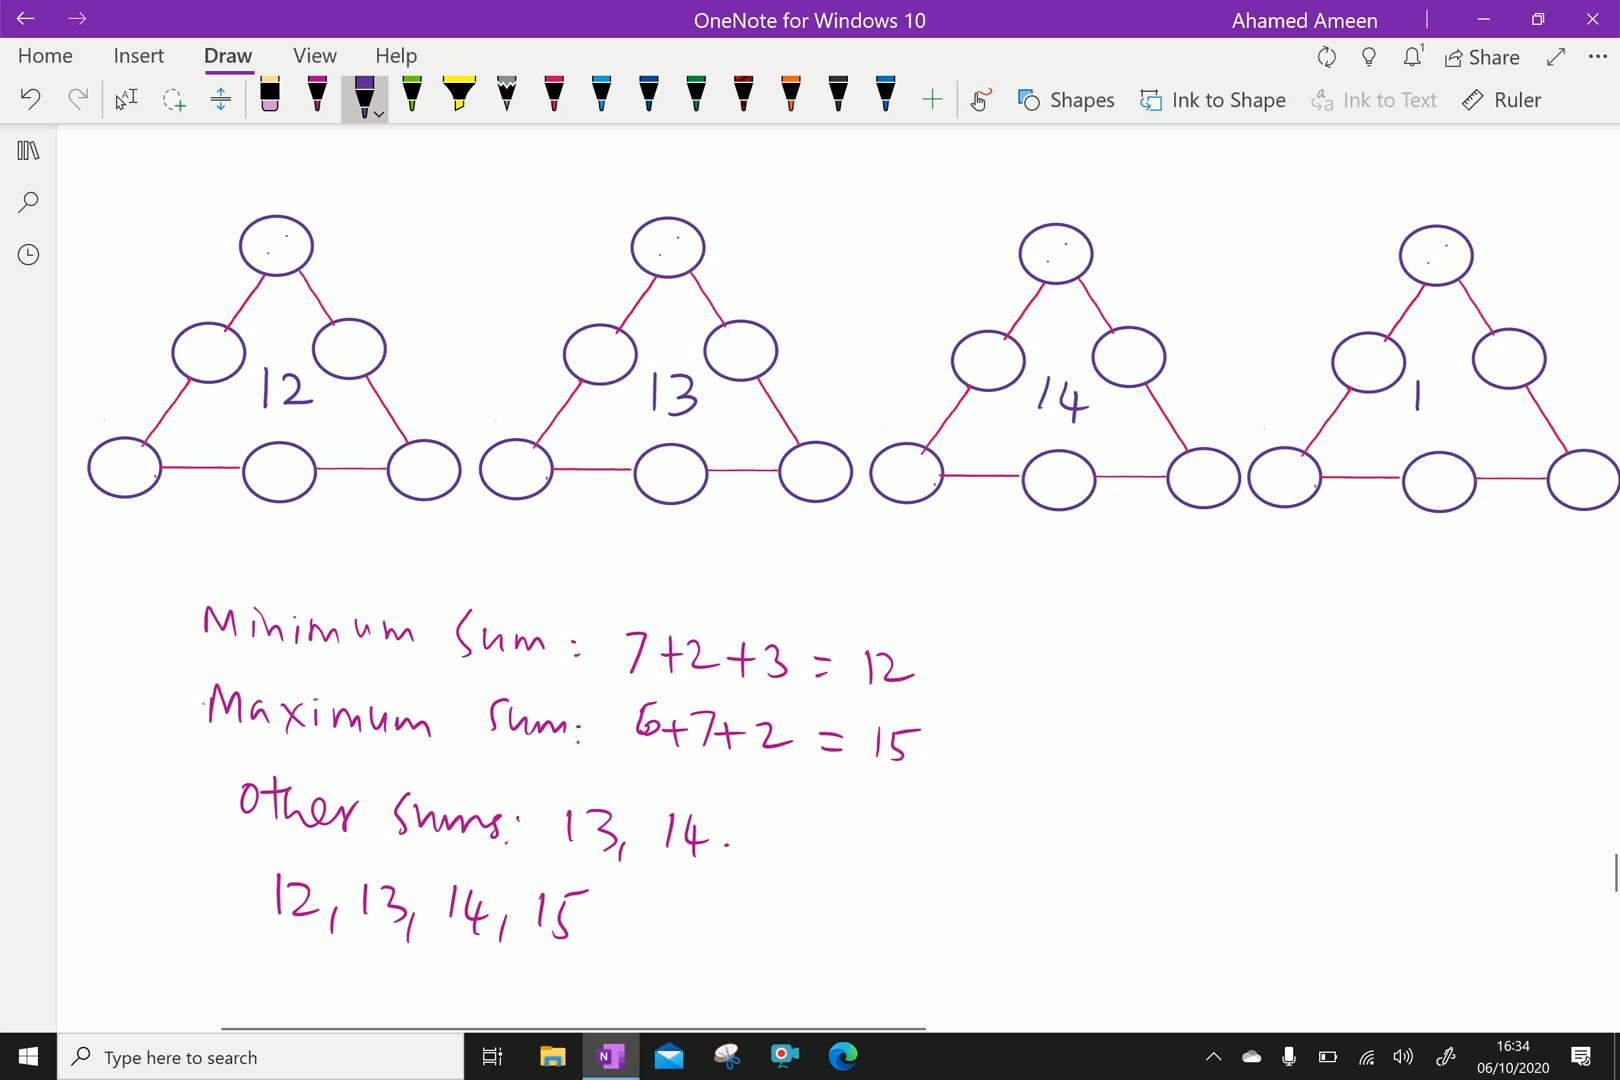 OneNote for Windows 10
Ahamed Ameen
Home Insert Draw View Help
1
Share
Shapes
Ink to Shape
Ink to Text
Ruler
12
13
14
1
Minimum sum: 7+2+3 = 12
Maximum sum: 6+7+2 = 15
Other sums: 13, 14.
12, 13, 14, 15
Type here to search
16:34
06/10/2020